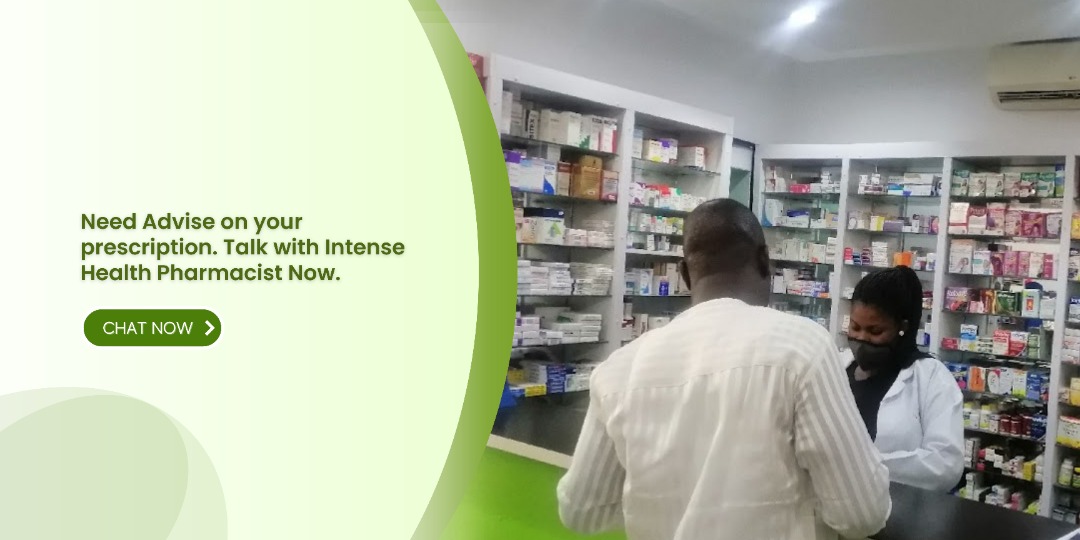 Need Advise on your
prescription. Talk with Intense
Health Pharmacist Now.
CHAT NOW